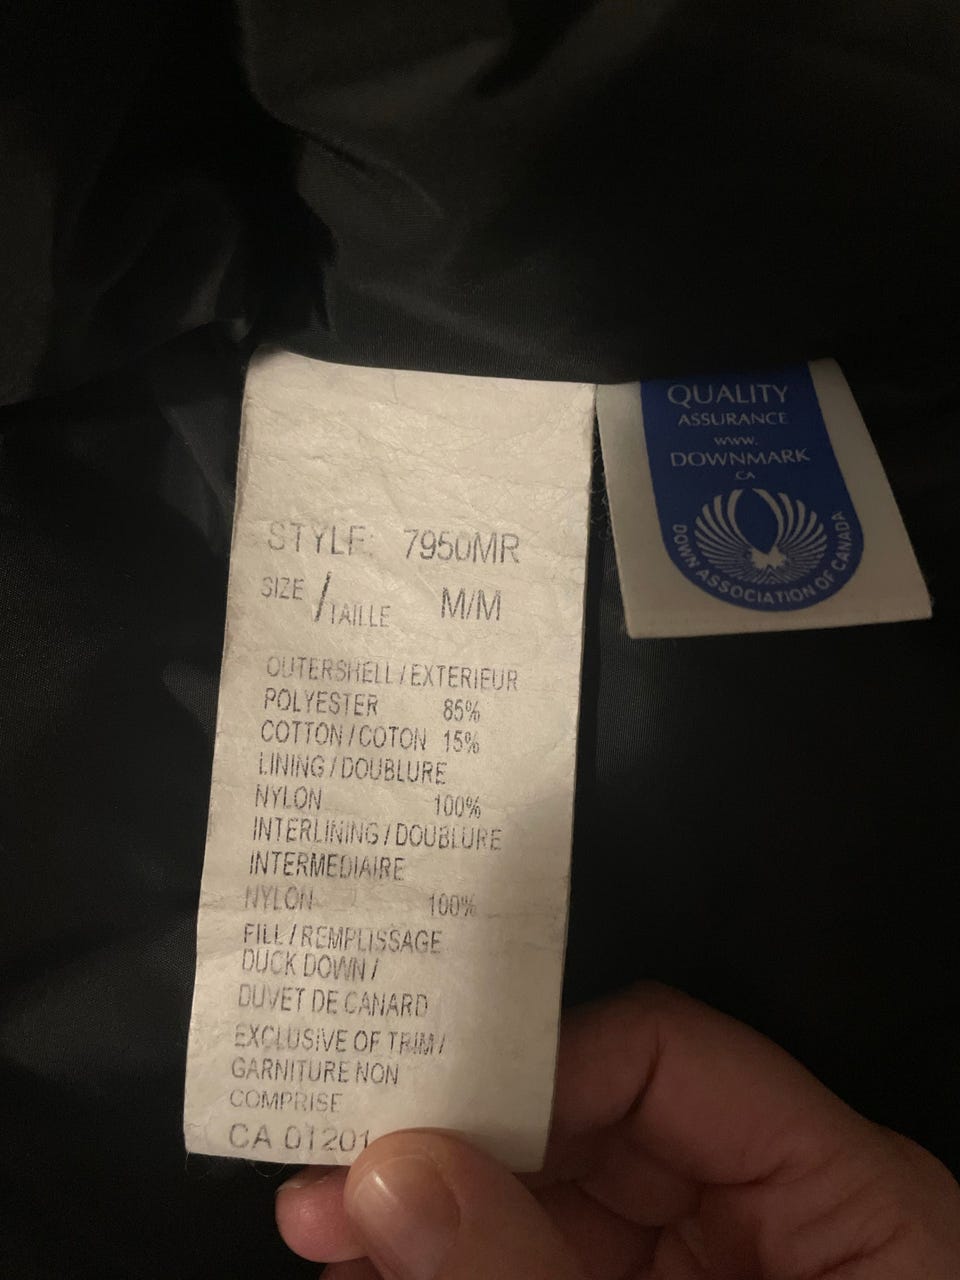 STYLE: 7950MR
SIZE / TAILLE M/M
OUTERSHELL / EXTERIEUR
POLYESTER 85%
COTTON / COTON 15%
LINING / DOUBLURE
NYLON 100%
INTERLINING / DOUBLURE
INTERMEDIAIRE
NYLON 100%
FILL / REMPLISSAGE
DUCK DOWN /
DUVET DE CANARD
EXCLUSIVE OF TRIM /
GARNITURE NON
COMPRISE
CA 01201
QUALITY
ASSURANCE
www.
DOWNMARK
CA
DOWN ASSOCIATION OF CANADA